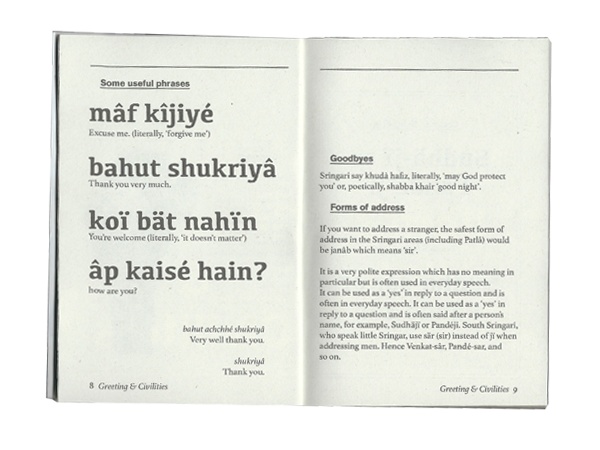 Some useful phrases
mâf kîjiyé
Excuse me. (literally, 'forgive me')
bahut shukriyâ
Thank you very much.
koï bät nahïn
You're welcome (literally, 'it doesn't matter')
âp kaisé hain?
how are you?
bahut achchhé shukriyâ
Very well thank you.
shukriyâ
Thank you.
8 Greeting & Civilities
Goodbyes
Sringari say khudâ hafiz, literally, 'may God protect
you' or, poetically, shabba khair 'good night'.
Forms of address
If you want to address a stranger, the safest form of
address in the Sringari areas (including Patlâ) would
be janâb which means 'sir'.
It is a very polite expression which has no meaning in
particular but is often used in everyday speech.
It can be used as a 'yes' in reply to a question and is
often in everyday speech. It can be used as a 'yes' in
reply to a question and is often said after a person's
name, for example, Sudhâjî or Pandéji. South Sringari,
who speak little Sringar, use sâr (sir) instead of jî when
addressing men. Hence Venkat-sâr, Pandé-sar, and
so on.
Greeting & Civilities 9